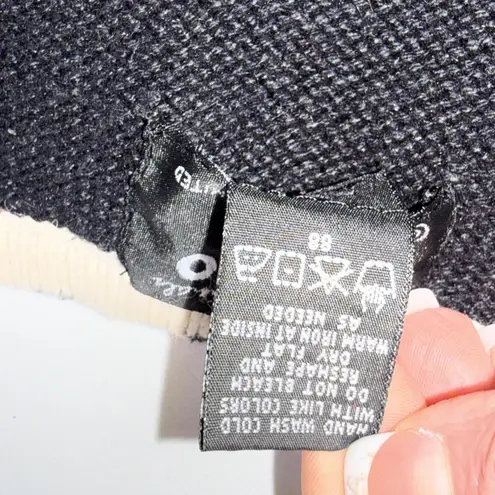 HAND WASH COLD
WITH LIKE COLORS
DO NOT BLEACH
RESHAPE AND
DRY FLAT
WARM IRON AT INSIDE
AS NEEDED
88